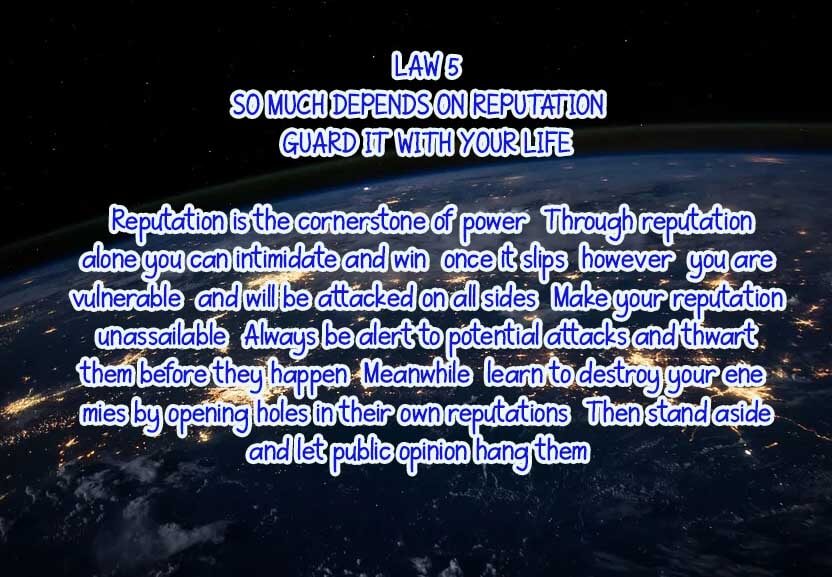 LAW 5
SO MUCH DEPENDS ON REPUTATION
GUARD IT WITH YOUR LIFE
Reputation is the cornerstone of power Through reputation
alone you can intimidate and win once it slips however you are
vulnerable and will be attacked on all sides Make your reputation
unassailable Always be alert to potential attacks and thwart
them before they happen Meanwhile learn to destroy your ene
mies by opening holes in their own reputations Then stand aside
and let public opinion hang them